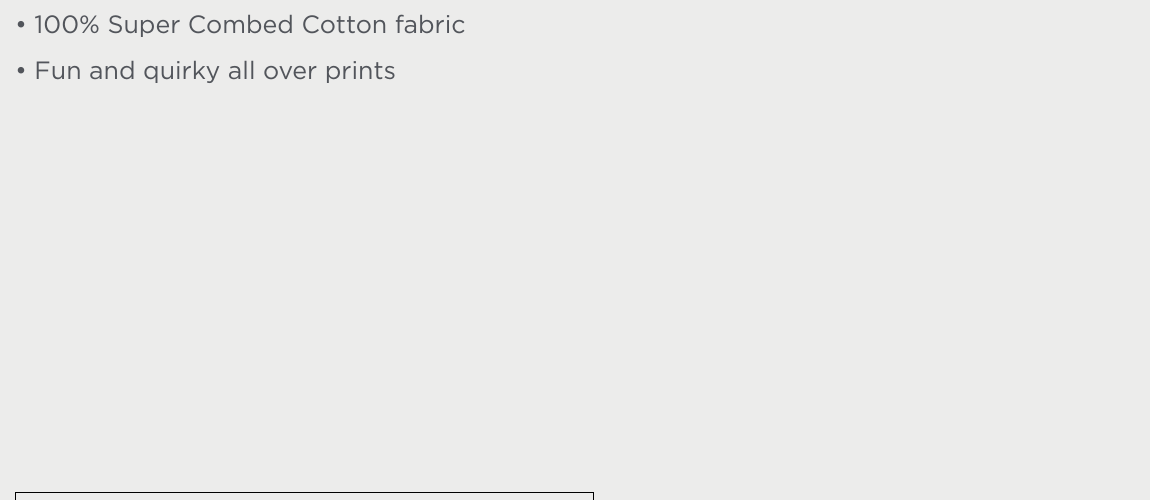 • 100% Super Combed Cotton fabric
• Fun and quirky all over prints